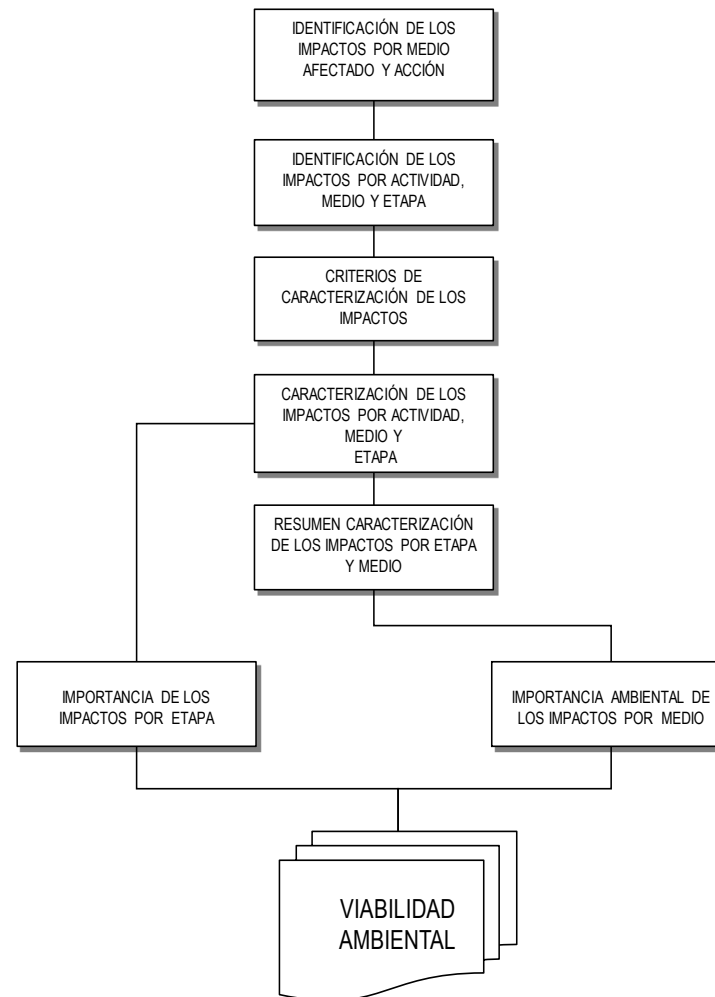 IDENTIFICACIÓN DE LOS
IMPACTOS POR MEDIO
AFECTADO Y ACCIÓN
IDENTIFICACIÓN DE LOS
IMPACTOS POR ACTIVIDAD,
MEDIO Y ETAPA
CRITERIOS DE
CARACTERIZACIÓN DE LOS
IMPACTOS
CARACTERIZACIÓN DE LOS
IMPACTOS POR ACTIVIDAD,
MEDIO Y
ETAPA
RESUMEN CARACTERIZACIÓN
DE LOS IMPACTOS POR ETAPA
Y MEDIO
IMPORTANCIA DE LOS
IMPACTOS POR ETAPA
IMPORTANCIA AMBIENTAL DE
LOS IMPACTOS POR MEDIO
VIABILIDAD
AMBIENTAL